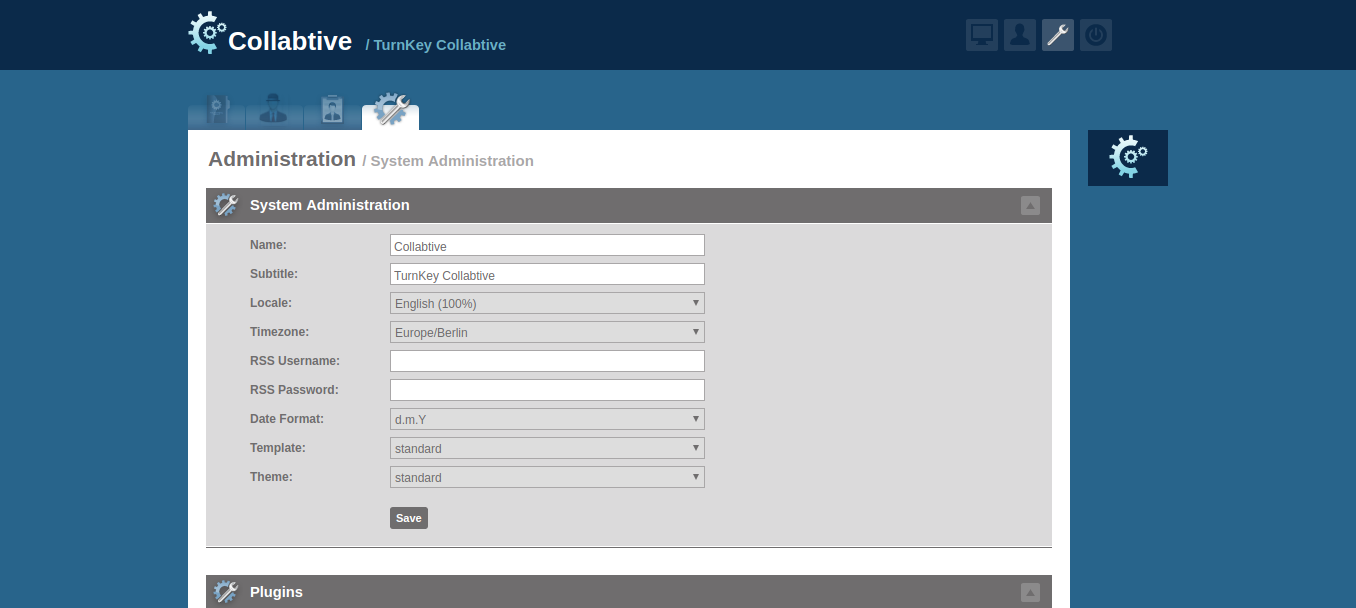 Collabtive / TurnKey Collabtive
Administration / System Administration
System Administration
Name: Collabtive
Subtitle: TurnKey Collabtive
Locale: English (100%)
Timezone: Europe/Berlin
RSS Username:
RSS Password:
Date Format: d.m.Y
Template: standard
Theme: standard
Save
Plugins